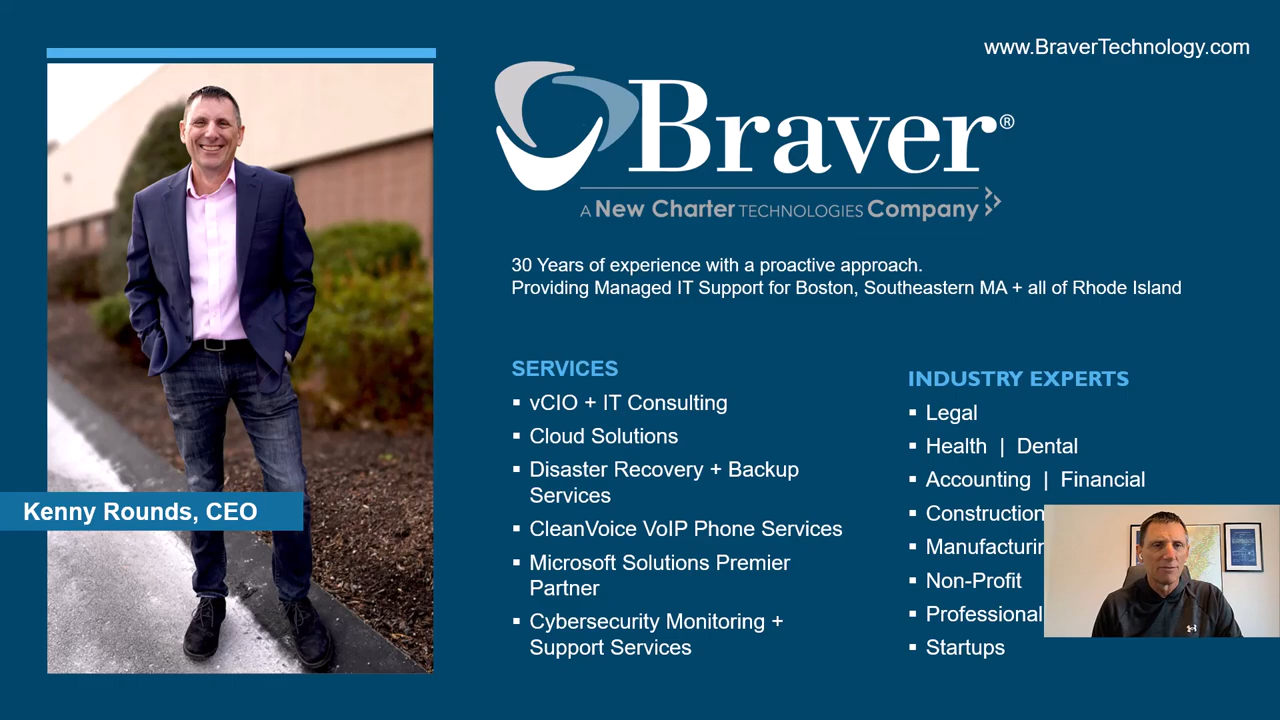 www.BraverTechnology.com
Braver®
A New Charter TECHNOLOGIES Company
30 Years of experience with a proactive approach.
Providing Managed IT Support for Boston, Southeastern MA + all of Rhode Island
Kenny Rounds, CEO
SERVICES
▪ vCIO + IT Consulting
▪ Cloud Solutions
▪ Disaster Recovery + Backup
Services
▪ CleanVoice VoIP Phone Services
▪ Microsoft Solutions Premier
Partner
▪ Cybersecurity Monitoring +
Support Services
INDUSTRY EXPERTS
▪ Legal
▪ Health | Dental
▪ Accounting | Financial
▪ Construction
▪ Manufacturin
▪ Non-Profit
▪ Professional
▪ Startups